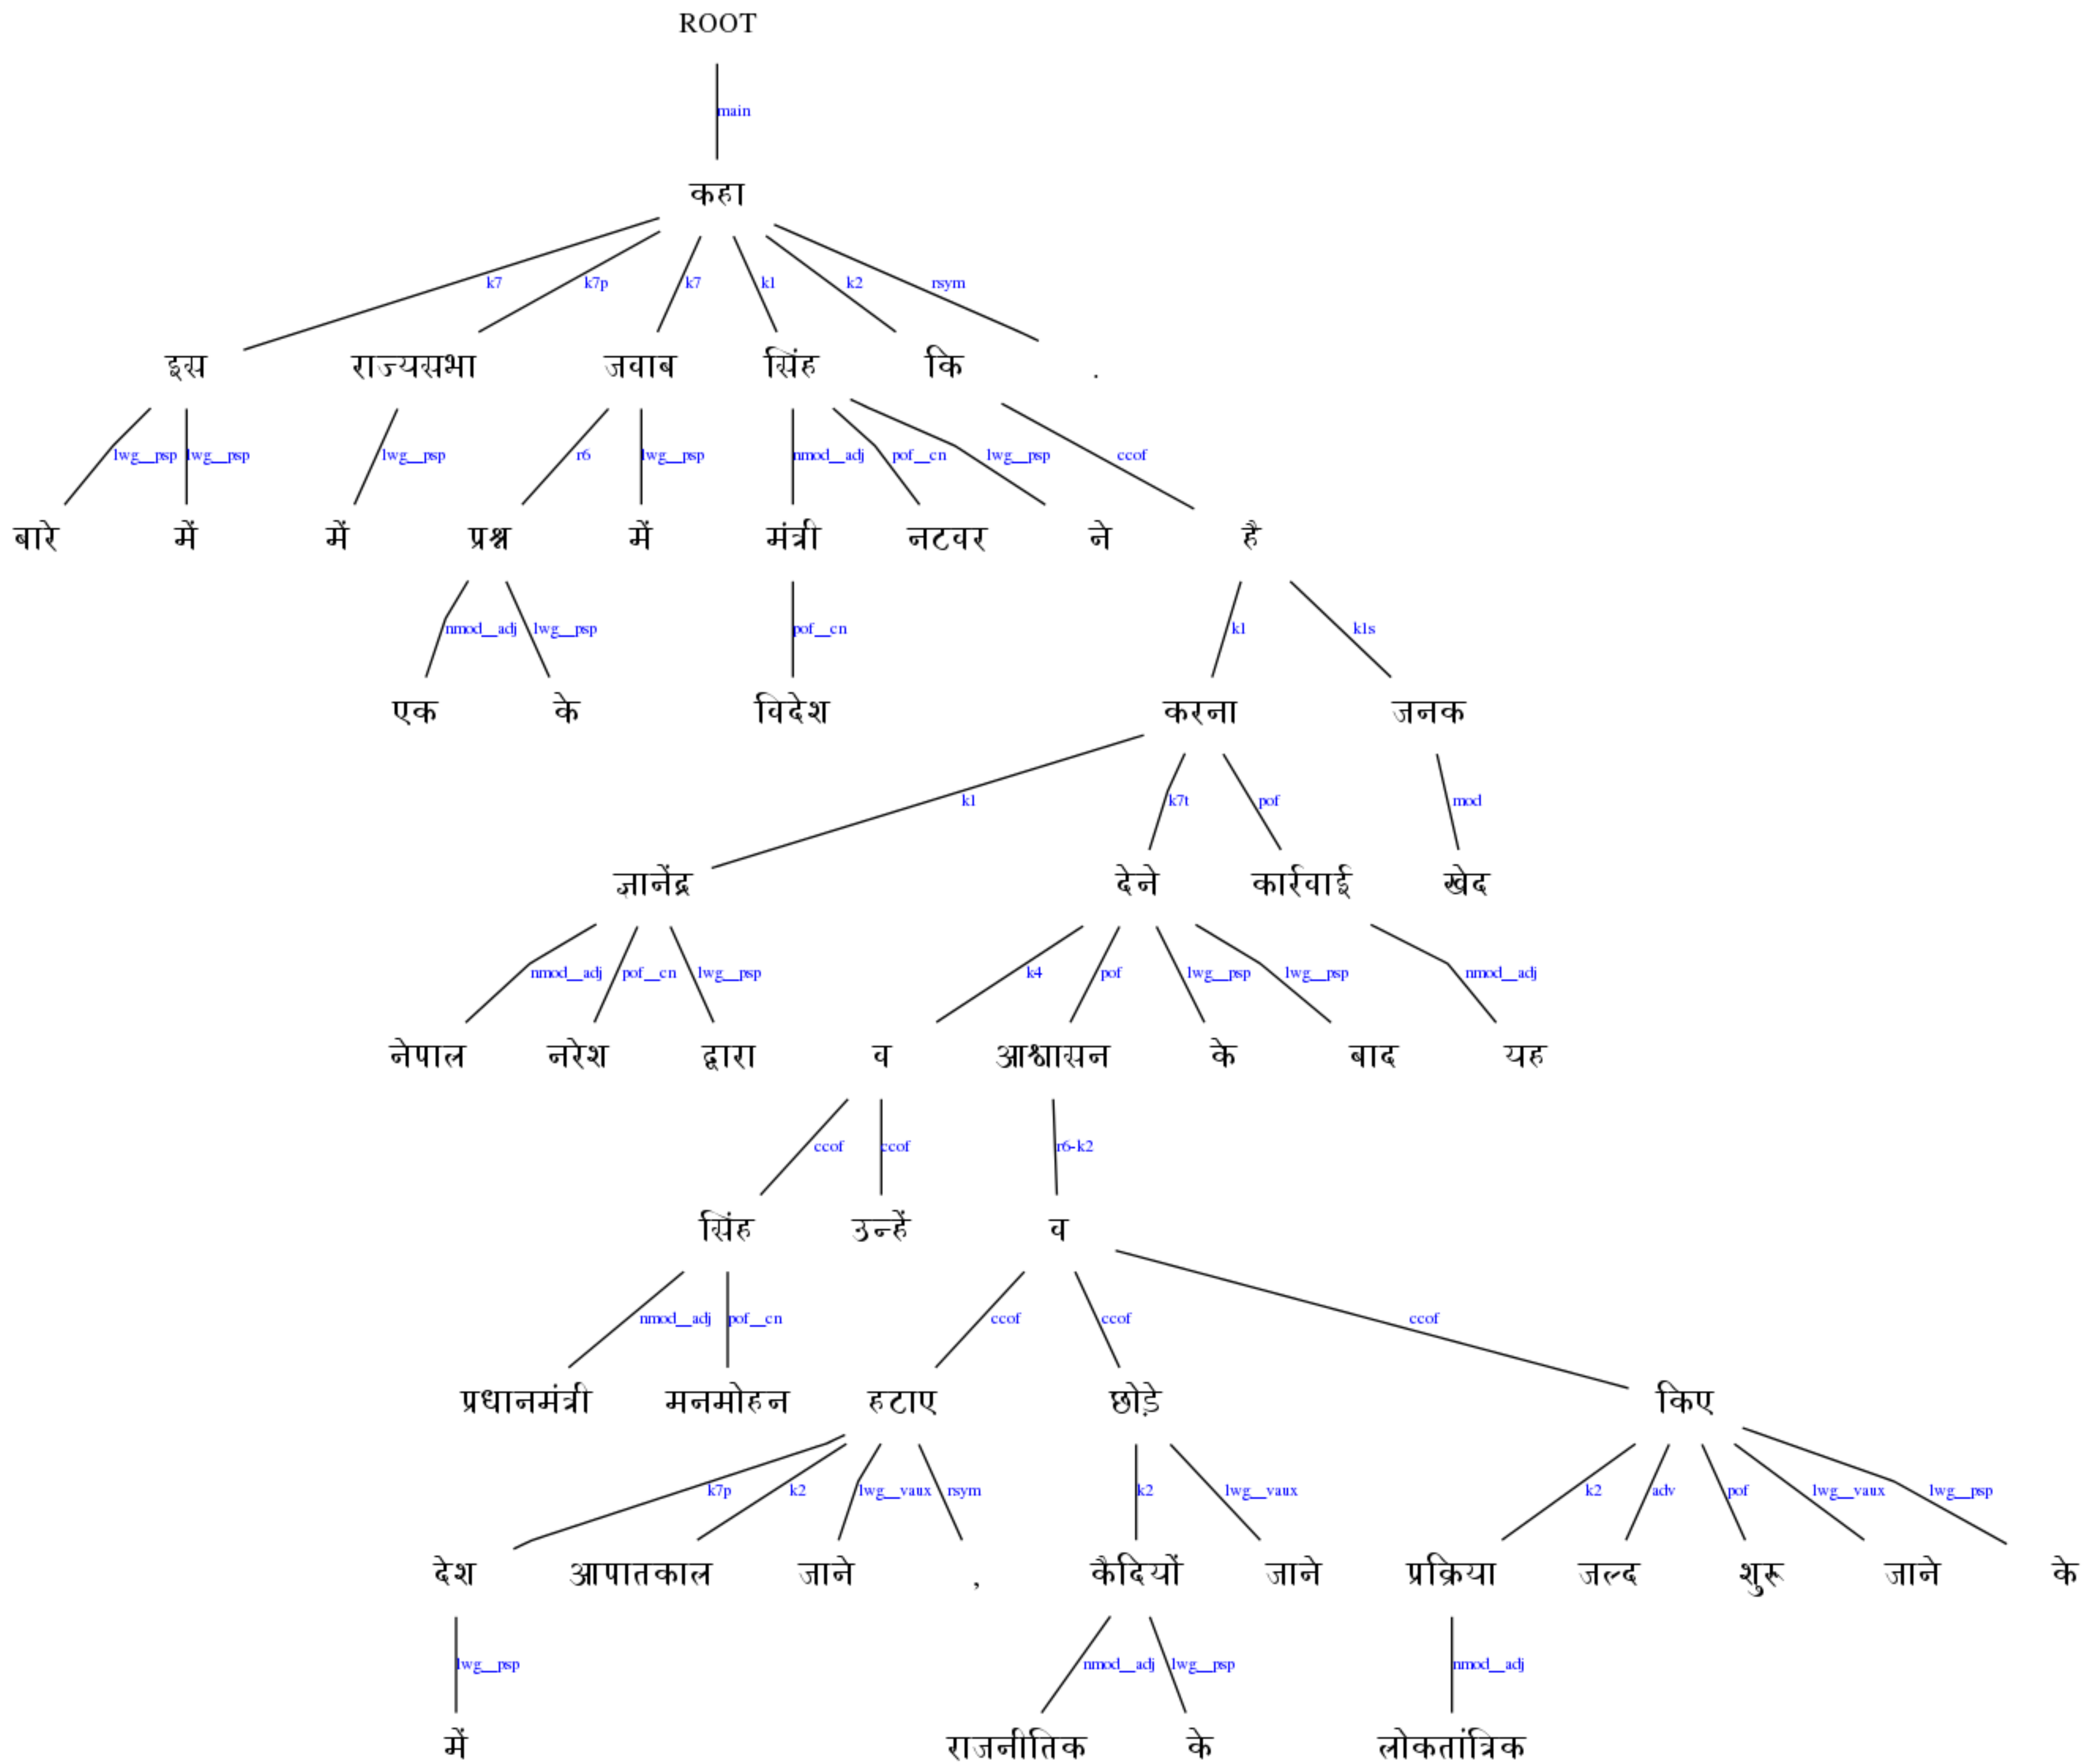 ROOT
main
कहा
k7 k7p k7 k1 k2 rsym
इस राज्यसभा जवाब सिंह कि .
lwg__psp lwg__psp lwg__psp r6 lwg__psp nmod__adj pof__cn lwg__psp ccof
बारे में में प्रश्न में मंत्री नटवर ने है
nmod__adj lwg__psp pof__cn k1 k1s
एक के विदेश करना जनक
k1 k7t pof mod
ज्ञानेंद्र देने कार्रवाई खेद
nmod__adj pof__cn lwg__psp k4 pof lwg__psp lwg__psp nmod__adj
नेपाल नरेश द्वारा व आश्वासन के बाद यह
ccof ccof r6-k2
सिंह उन्हें व
nmod__adj pof__cn ccof ccof ccof
प्रधानमंत्री मनमोहन हटाए छोड़े किए
k7p k2 lwg__vaux rsym k2 lwg__vaux k2 adv pof lwg__vaux lwg__psp
देश आपातकाल जाने , कैदियों जाने प्रक्रिया जल्द शुरू जाने के
lwg__psp nmod__adj lwg__psp nmod__adj
में राजनीतिक के लोकतांत्रिक